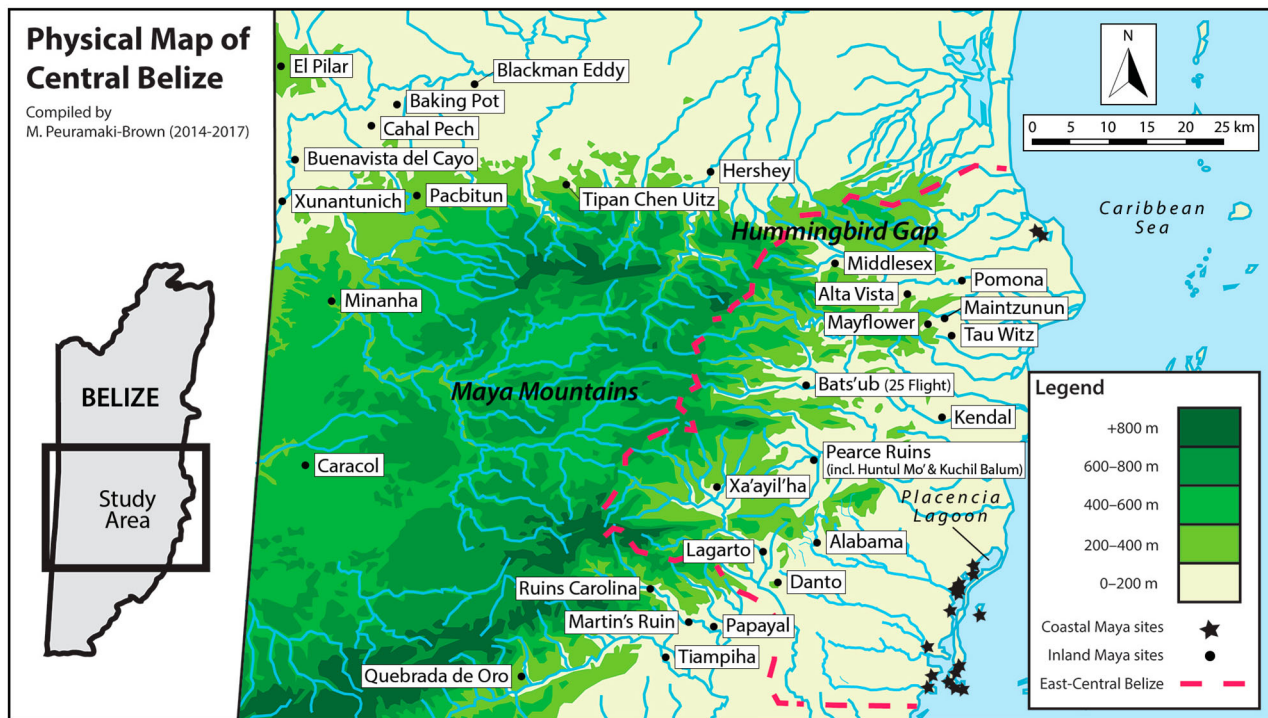 Physical Map of
Central Belize
Compiled by
M. Peuramaki-Brown (2014-2017)
BELIZE
Study
Area
El Pilar
Blackman Eddy
Baking Pot
Cahal Pech
Buenavista del Cayo
Xunantunich
Pacbitun
Tipan Chen Uitz
Hershey
Hummingbird Gap
Middlesex
Pomona
Alta Vista
Maintzunun
Mayflower
Tau Witz
Minanha
Maya Mountains
Bats'ub (25 Flight)
Kendal
Caracol
Pearce Ruins
(incl. Huntul Mo' & Kuchil Balum)
Xa'ayil'ha
Placencia
Lagoon
Lagarto
Alabama
Ruins Carolina
Danto
Martin's Ruin
Papayal
Tiampiha
Quebrada de Oro
N
0 5 10 15 20 25 km
Caribbean
Sea
Legend
+800 m
600–800 m
400–600 m
200–400 m
0–200 m
Coastal Maya sites
Inland Maya sites
East-Central Belize